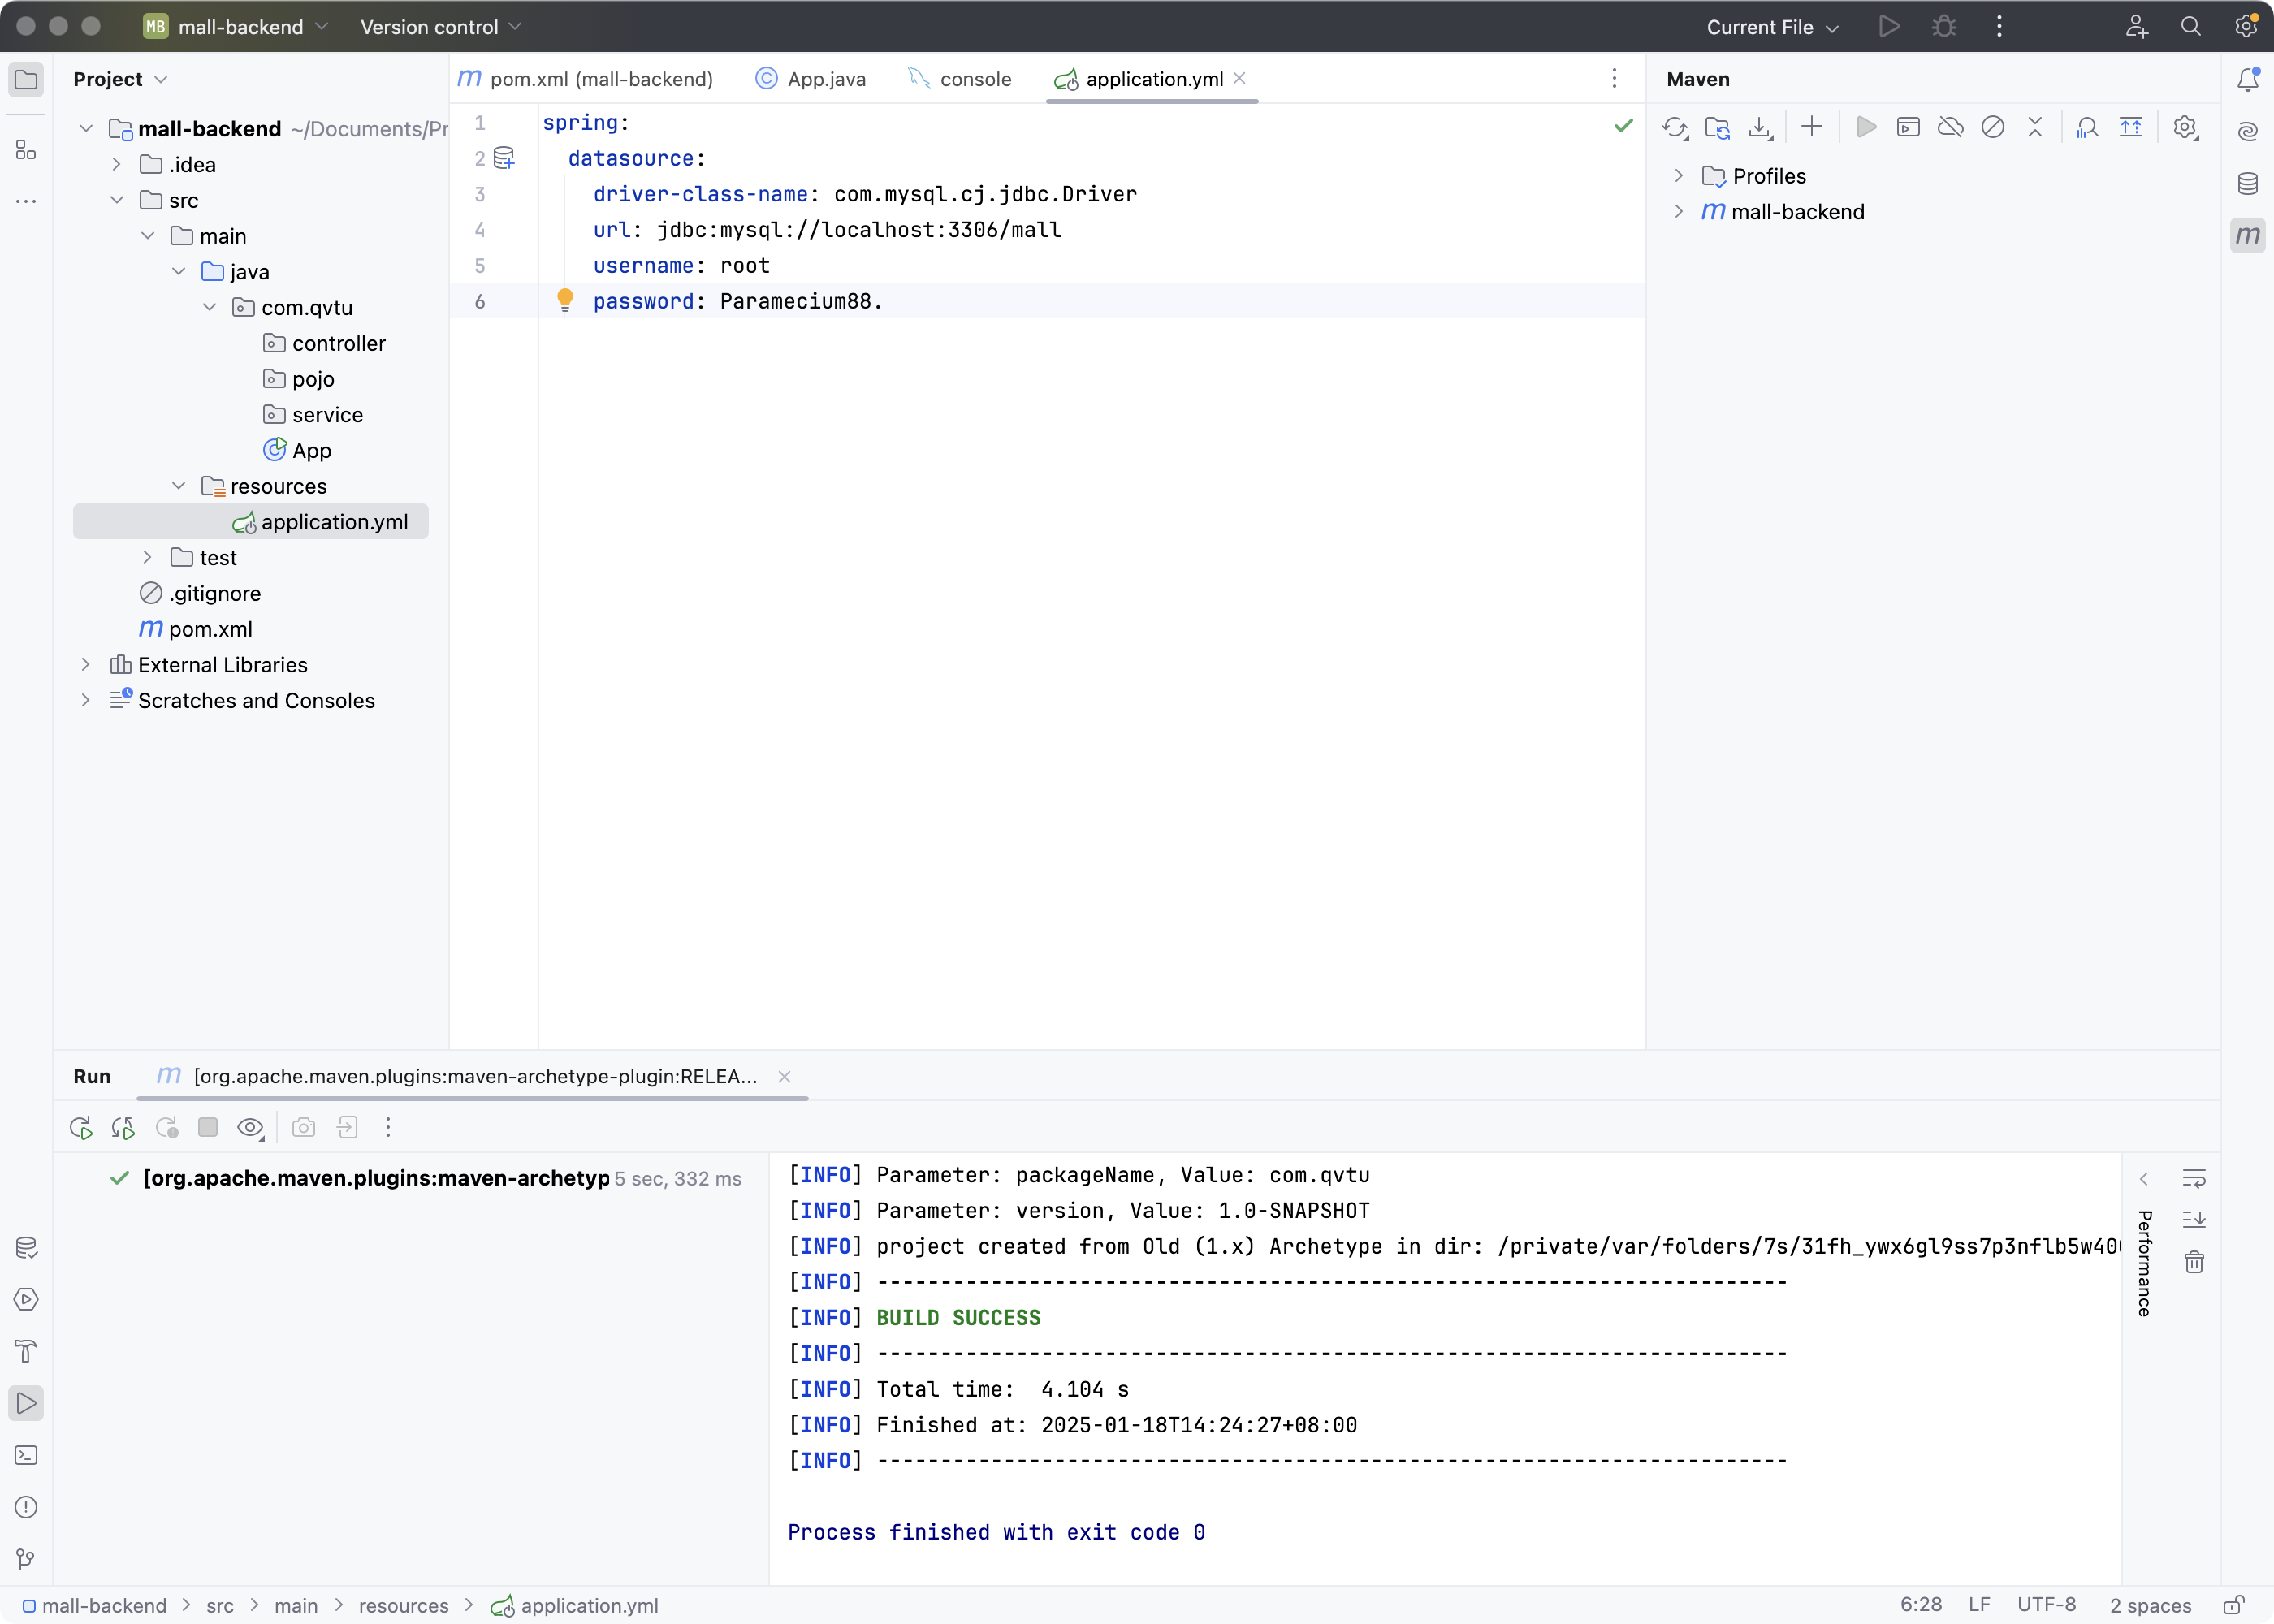 MB mall-backend Version control Current File
Project
pom.xml (mall-backend) App.java console application.yml
Maven
mall-backend ~/Documents/Pr
.idea
src
main
java
com.qvtu
controller
pojo
service
App
resources
application.yml
test
.gitignore
m pom.xml
External Libraries
Scratches and Consoles
1 spring:
2 datasource:
3 driver-class-name: com.mysql.cj.jdbc.Driver
4 url: jdbc:mysql://localhost:3306/mall
5 username: root
6 password: Paramecium88.
Profiles
m mall-backend
m
Run m [org.apache.maven.plugins:maven-archetype-plugin:RELEA...
[org.apache.maven.plugins:maven-archetyp 5 sec, 332 ms
[INFO] Parameter: packageName, Value: com.qvtu
[INFO] Parameter: version, Value: 1.0-SNAPSHOT
[INFO] project created from Old (1.x) Archetype in dir: /private/var/folders/7s/31fh_ywx6gl9ss7p3nflb5w40
[INFO] ------------------------------------------------------------------------
[INFO] BUILD SUCCESS
[INFO] ------------------------------------------------------------------------
[INFO] Total time:  4.104 s
[INFO] Finished at: 2025-01-18T14:24:27+08:00
[INFO] ------------------------------------------------------------------------
Process finished with exit code 0
Performance
mall-backend > src > main > resources > application.yml
6:28 LF UTF-8 2 spaces